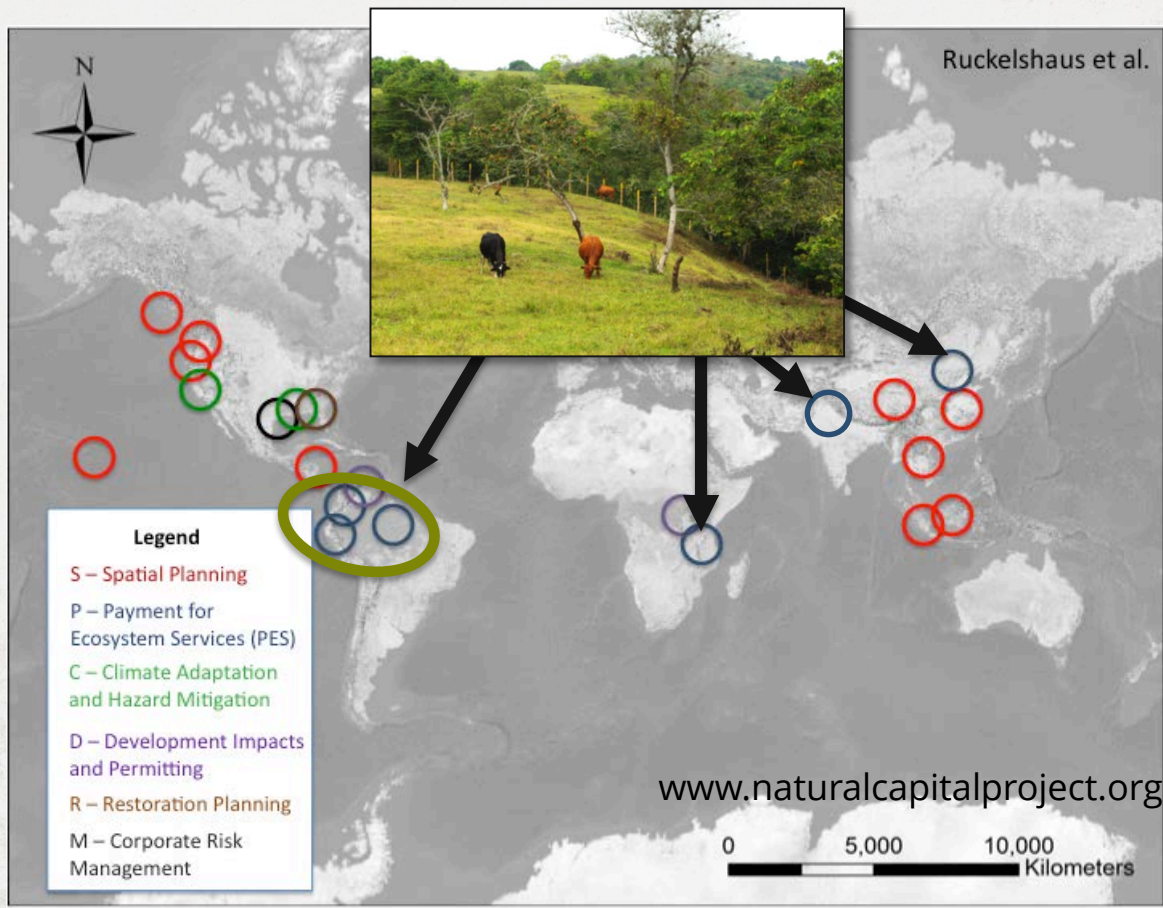 Ruckelshaus et al.
N
Legend
S – Spatial Planning
P – Payment for
Ecosystem Services (PES)
C – Climate Adaptation
and Hazard Mitigation
D – Development Impacts
and Permitting
R – Restoration Planning
M – Corporate Risk
Management
www.naturalcapitalproject.org
0 5,000 10,000
Kilometers